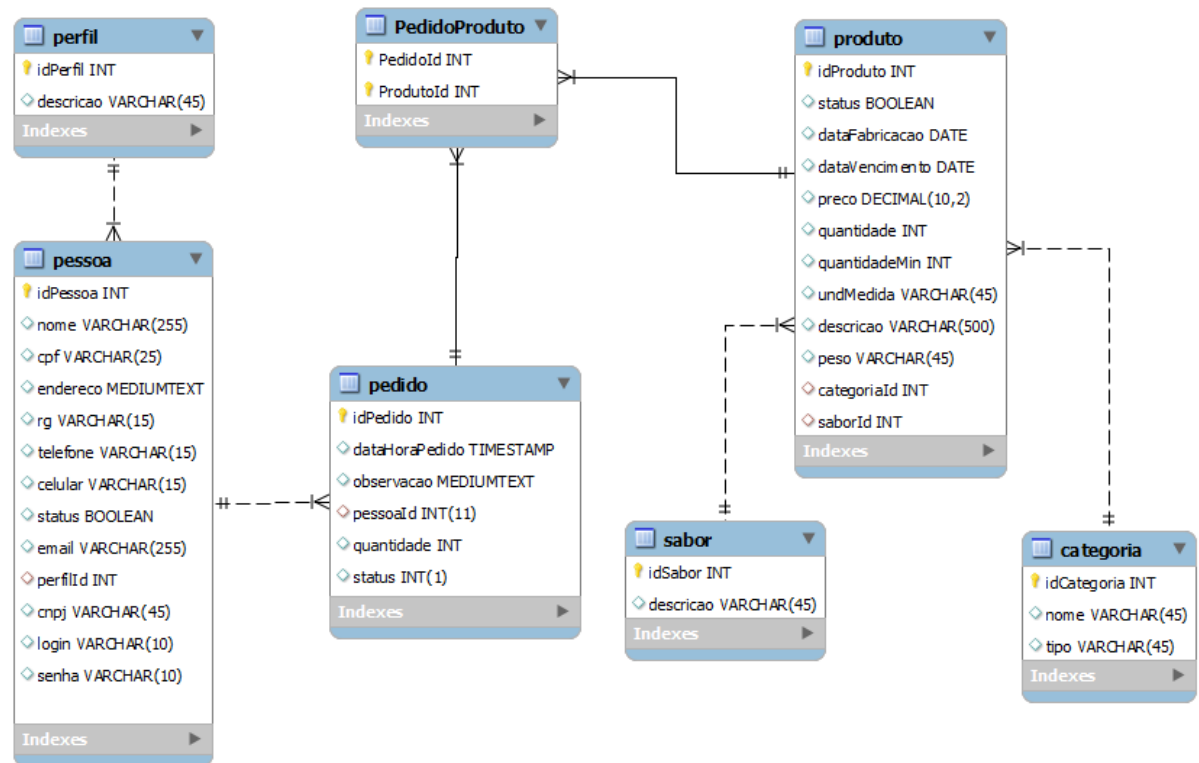 perfil
idPerfil INT
descricao VARCHAR(45)
Indexes
PedidoProduto
PedidoId INT
ProdutoId INT
Indexes
produto
idProduto INT
status BOOLEAN
dataFabricacao DATE
dataVencimento DATE
preco DECIMAL(10,2)
quantidade INT
quantidadeMin INT
undMedida VARCHAR(45)
descricao VARCHAR(500)
peso VARCHAR(45)
categoriaId INT
saborId INT
Indexes
pessoa
idPessoa INT
nome VARCHAR(255)
cpf VARCHAR(25)
endereco MEDIUMTEXT
rg VARCHAR(15)
telefone VARCHAR(15)
celular VARCHAR(15)
status BOOLEAN
email VARCHAR(255)
perfilId INT
cnpj VARCHAR(45)
login VARCHAR(10)
senha VARCHAR(10)
Indexes
pedido
idPedido INT
dataHoraPedido TIMESTAMP
observacao MEDIUMTEXT
pessoaId INT(11)
quantidade INT
status INT(1)
Indexes
sabor
idSabor INT
descricao VARCHAR(45)
Indexes
categoria
idCategoria INT
nome VARCHAR(45)
tipo VARCHAR(45)
Indexes